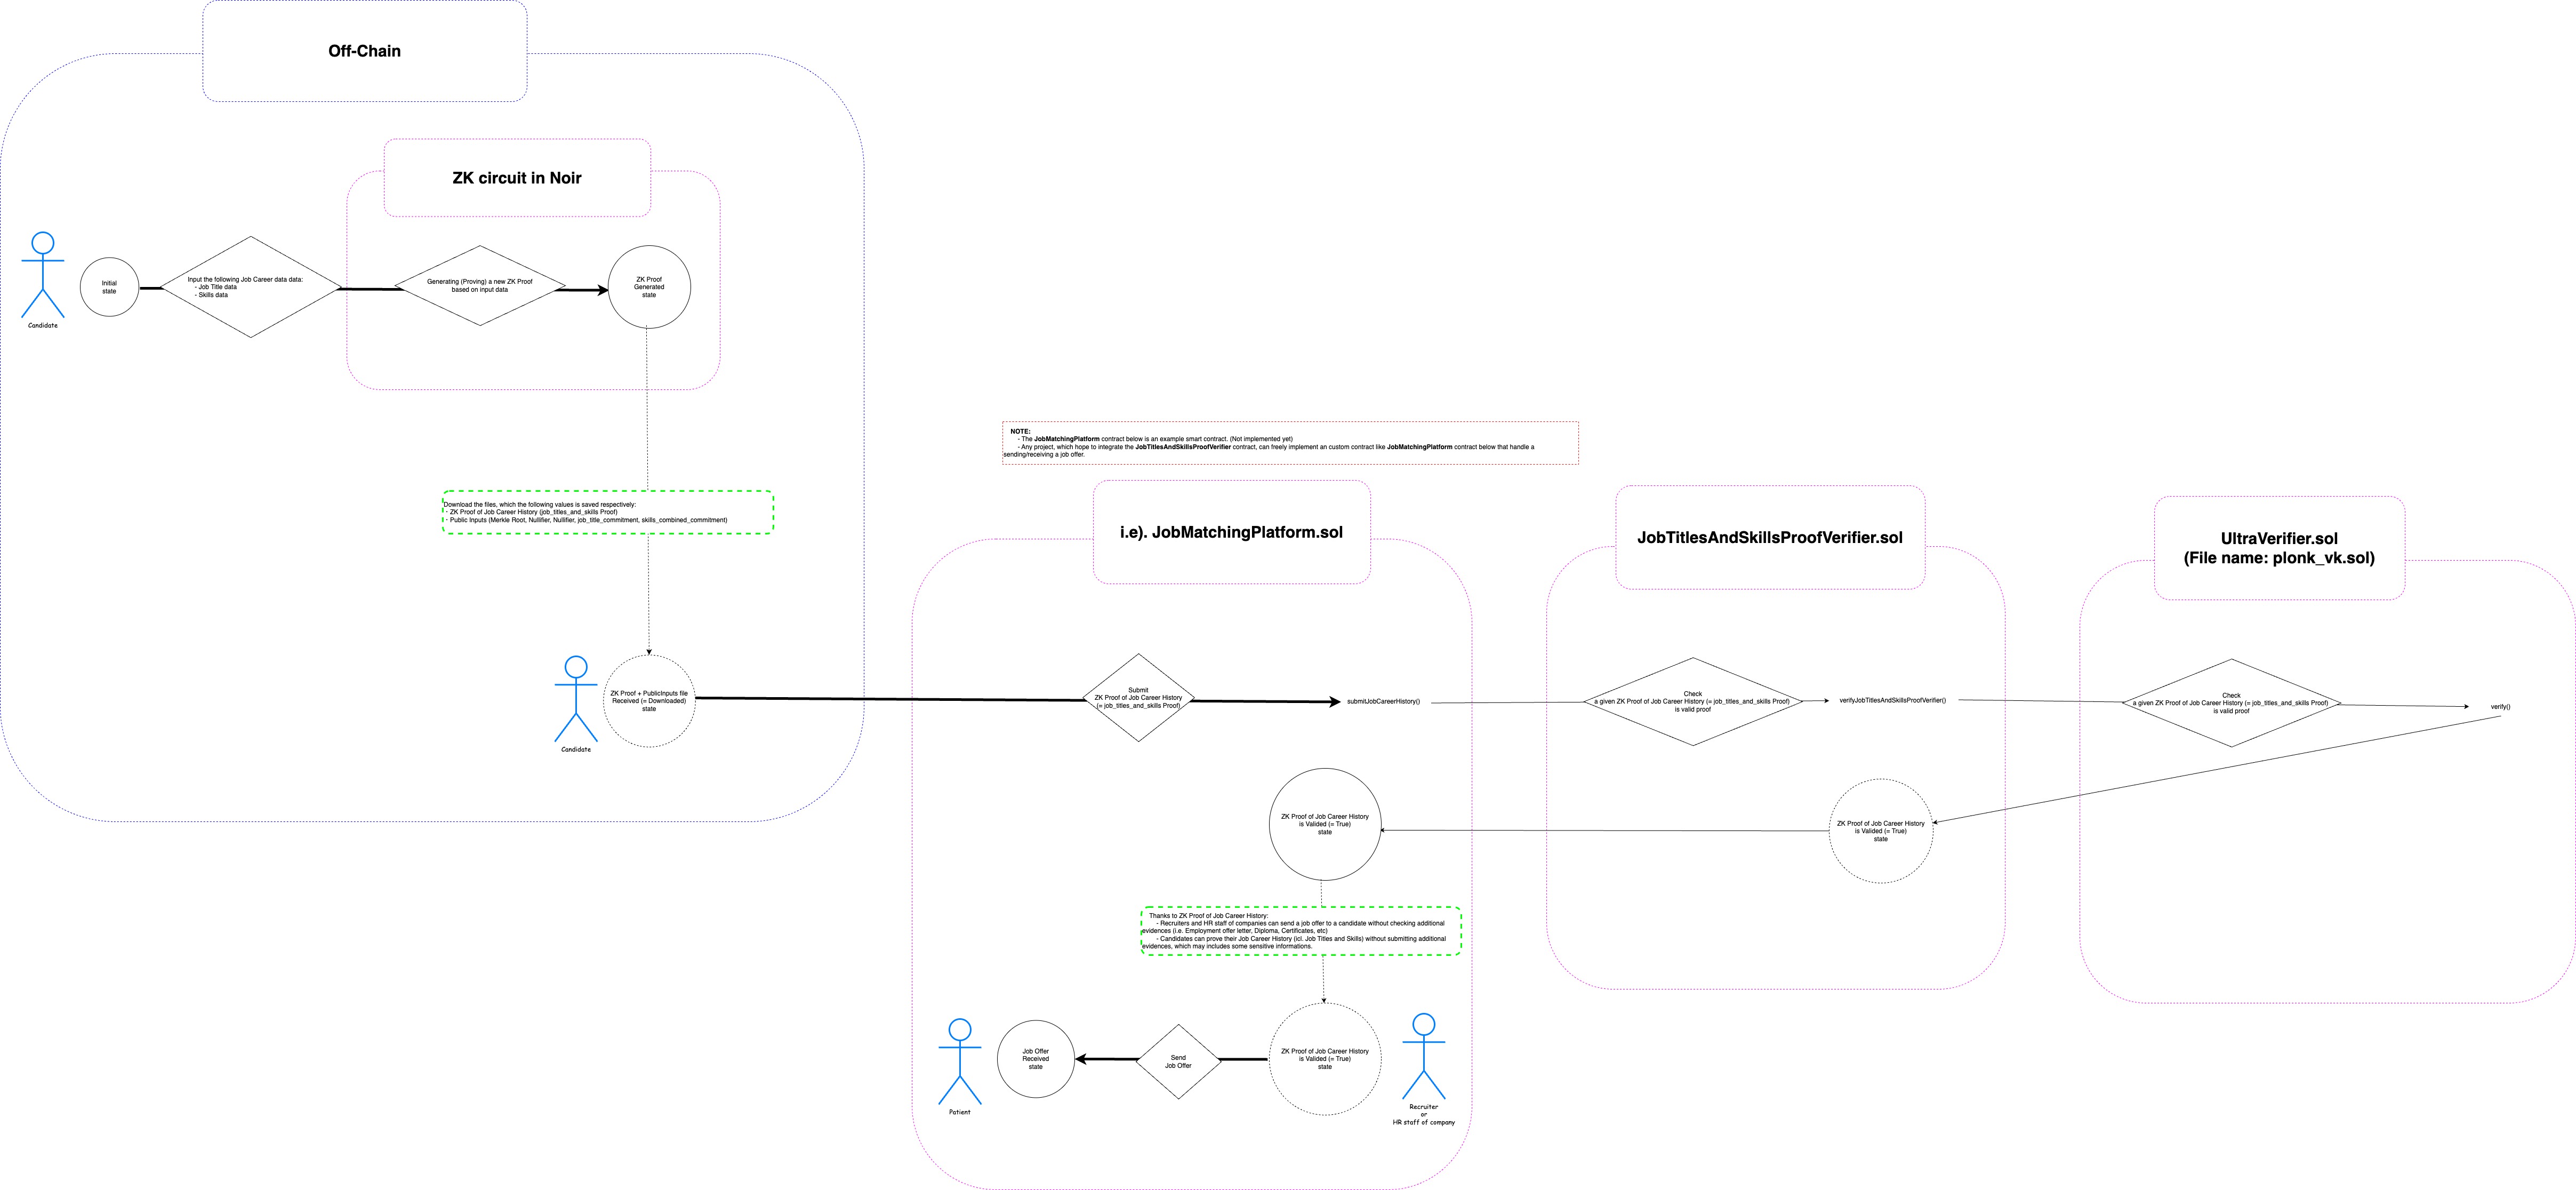 Off-Chain
ZK circuit in Noir
Candidate
Initial
state
Input the following Job Career data data:
- Job Title data
- Skills data
Generating (Proving) a new ZK Proof
based on input data
ZK Proof
Generated
state
Download the files, which the following values is saved respectively:
- ZK Proof of Job Career History (job_titles_and_skills Proof)
- Public Inputs (Merkle Root, Nullifier, Nullifier, job_title_commitment, skills_combined_commitment)
Candidate
ZK Proof + PublicInputs file
Received (= Downloaded)
state
NOTE:
- The JobMatchingPlatform contract below is an example smart contract. (Not implemented yet)
- Any project, which hope to integrate the JobTitlesAndSkillsProofVerifier contract, can freely implement an custom contract like JobMatchingPlatform contract below that handle a
sending/receiving a job offer.
i.e). JobMatchingPlatform.sol
Submit
ZK Proof of Job Career History
(= job_titles_and_skills Proof)
submitJobCareerHistory()
JobTitlesAndSkillsProofVerifier.sol
Check
a given ZK Proof of Job Career History (= job_titles_and_skills Proof)
is valid proof
verifyJobTitlesAndSkillsProofVerifier()
UltraVerifier.sol
(File name: plonk_vk.sol)
Check
a given ZK Proof of Job Career History (= job_titles_and_skills Proof)
is valid proof
verify()
ZK Proof of Job Career History
is Valided (= True)
state
ZK Proof of Job Career History
is Valided (= True)
state
Thanks to ZK Proof of Job Career History:
- Recruiters and HR staff of companies can send a job offer to a candidate without checking additional
evidences (i.e. Employment offer letter, Diploma, Certificates, etc)
- Candidates can prove their Job Career History (icl. Job Titles and Skills) without submitting additional
evidences, which may includes some sensitive informations.
Patient
Job Offer
Received
state
Send
Job Offer
ZK Proof of Job Career History
is Valided (= True)
state
Recruiter
or
HR staff of company